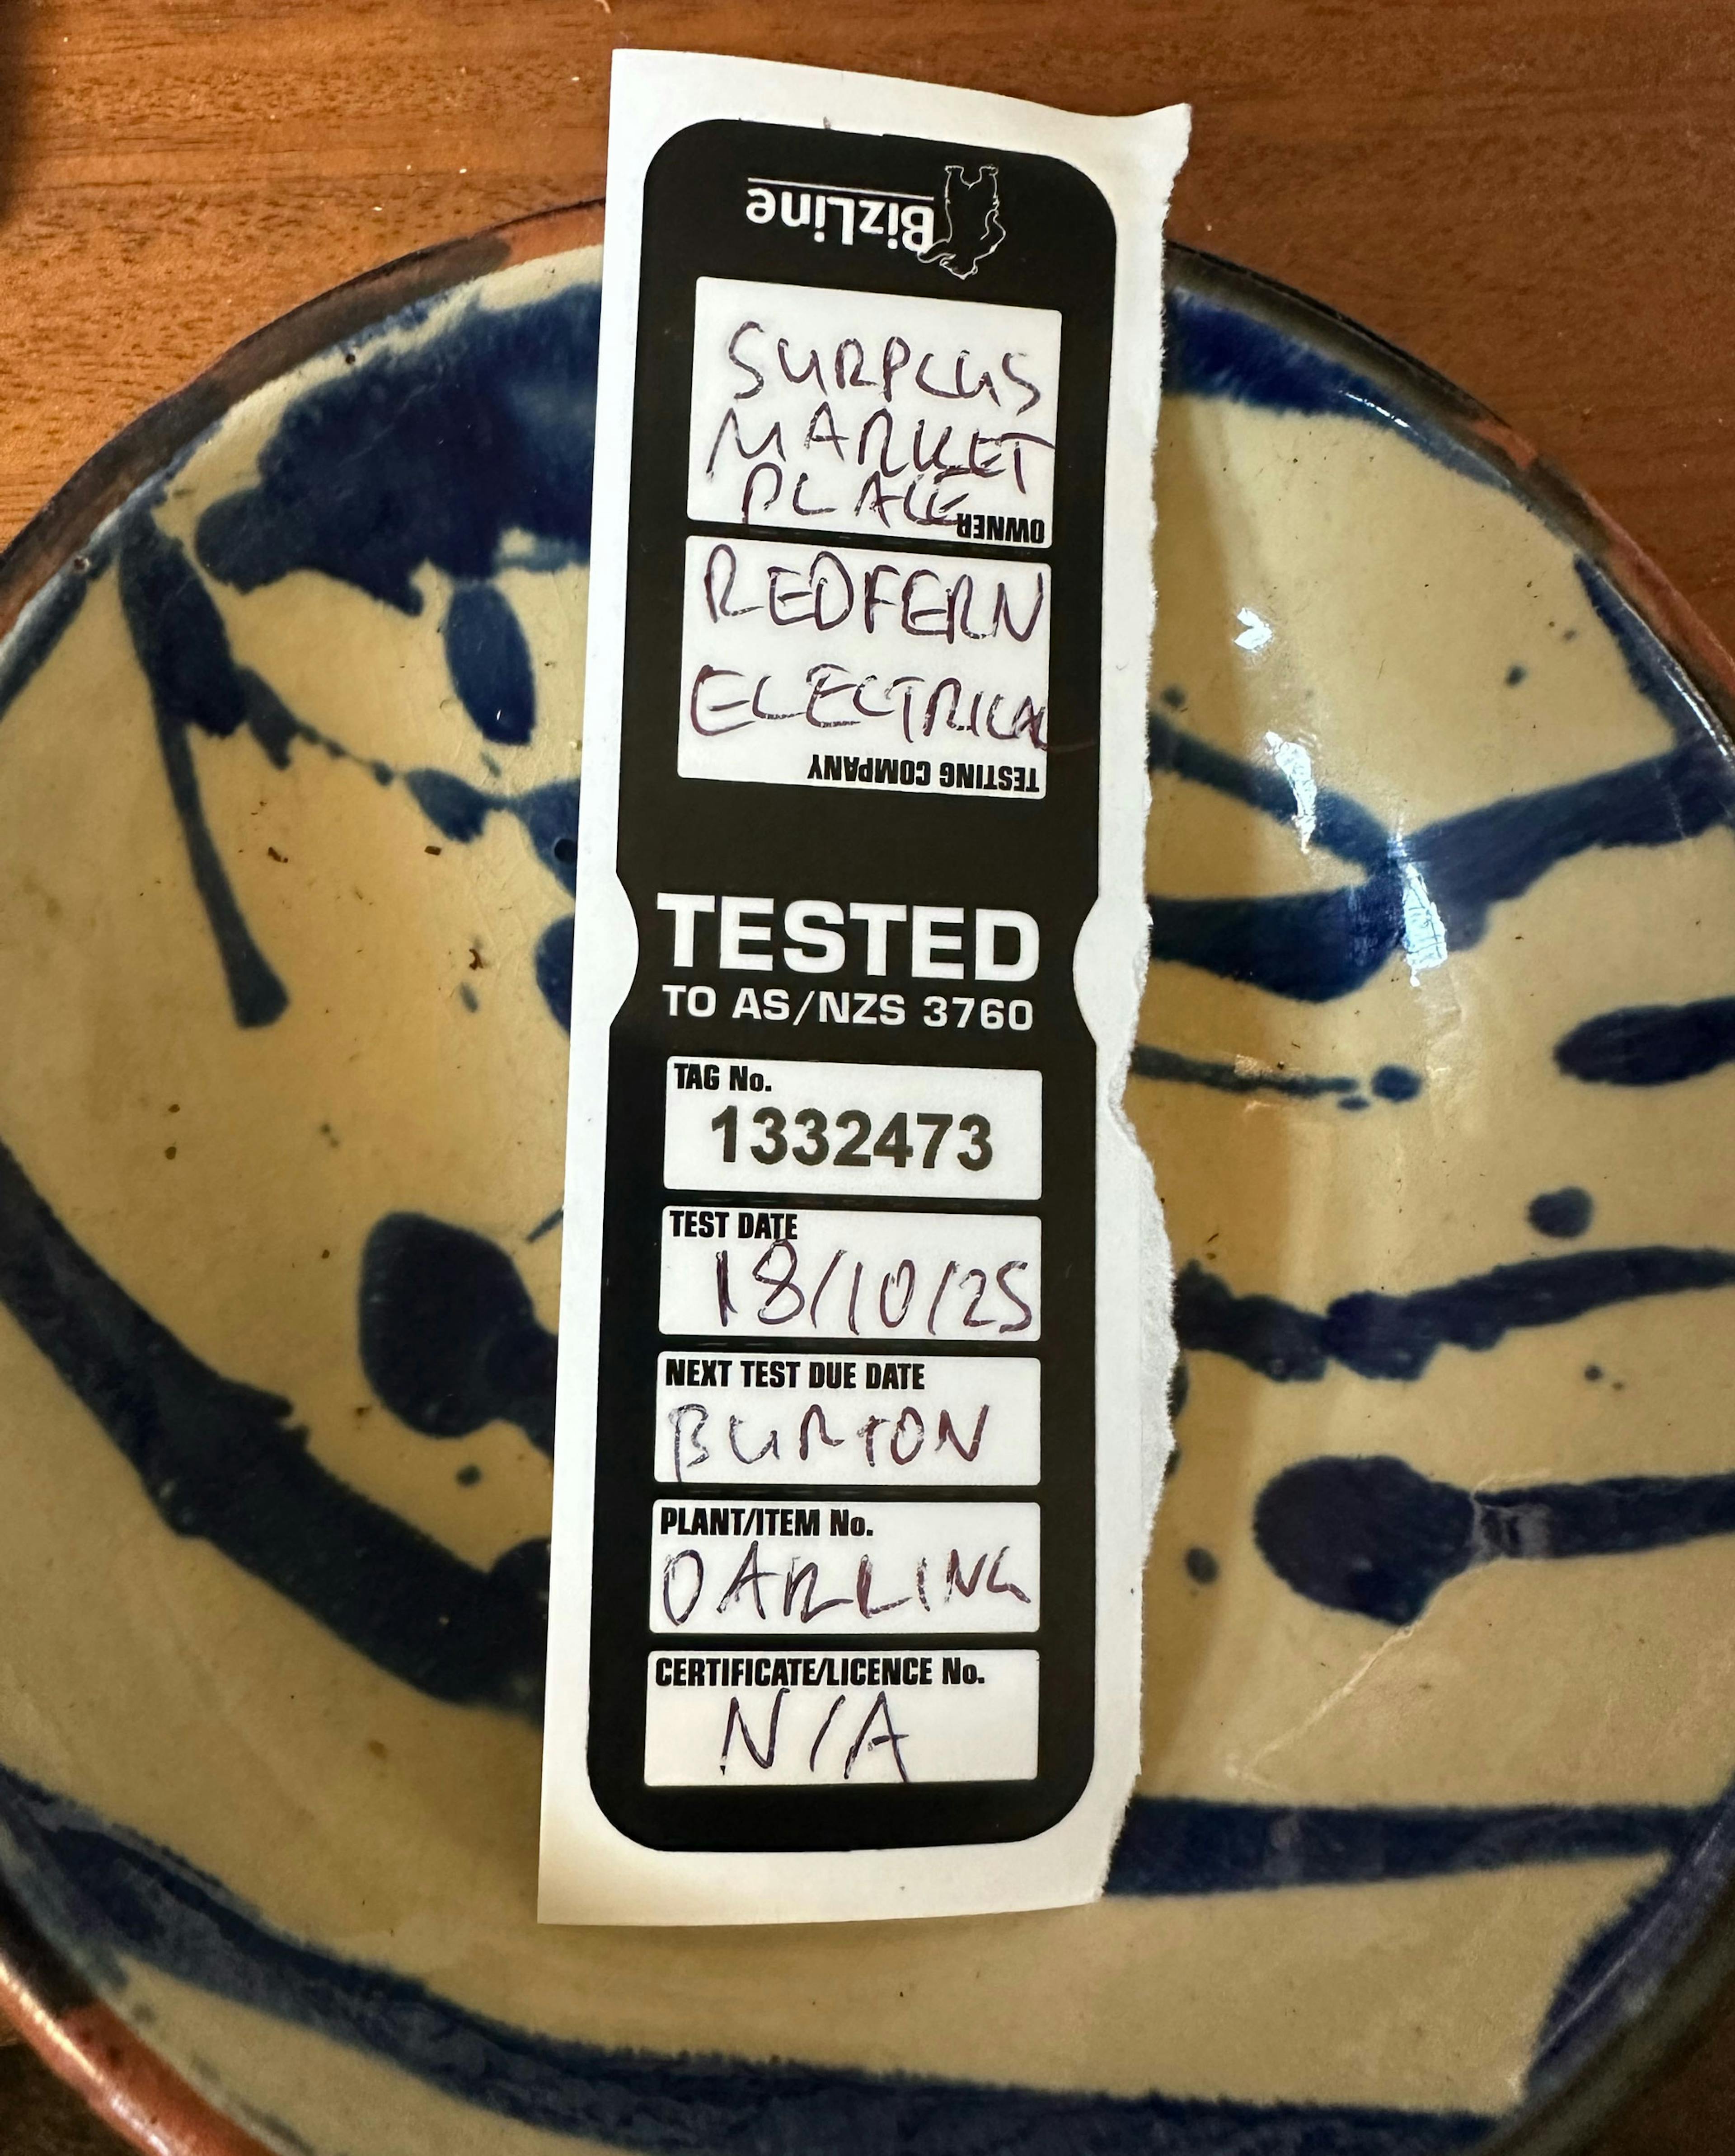 BizLine
SURPLUS
MARKET
PLACE
OWNER
REDFERN
ELECTRICAL
TESTING COMPANY
TESTED
TO AS/NZS 3760
TAG No.
1332473
TEST DATE
18/10/25
NEXT TEST DUE DATE
BURTON
PLANT/ITEM No.
DARLING
CERTIFICATE/LICENCE No.
N/A